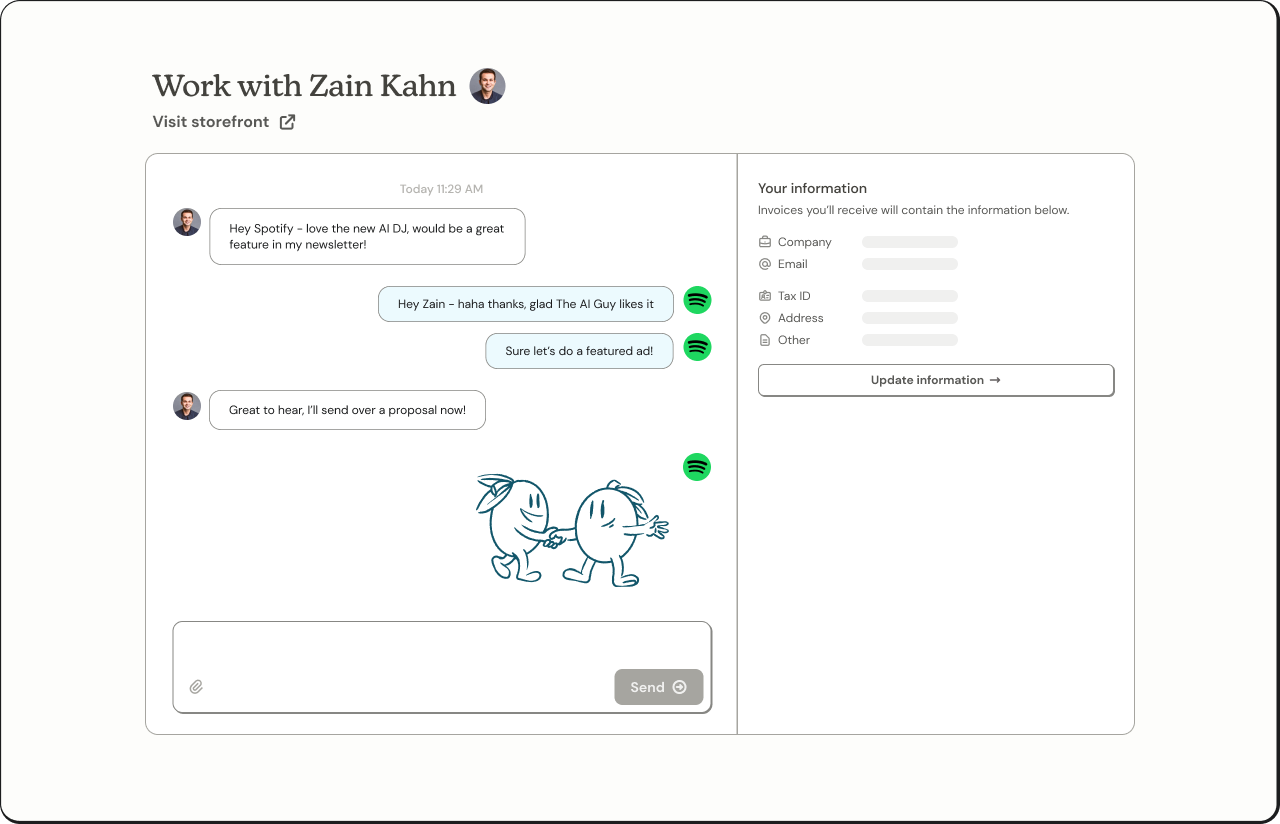 Work with Zain Kahn
Visit storefront
Today 11:29 AM
Hey Spotify - love the new AI DJ, would be a great
feature in my newsletter!
Hey Zain - haha thanks, glad The AI Guy likes it
Sure let’s do a featured ad!
Great to hear, I’ll send over a proposal now!
Send
Your information
Invoices you’ll receive will contain the information below.
Company
Email
Tax ID
Address
Other
Update information →